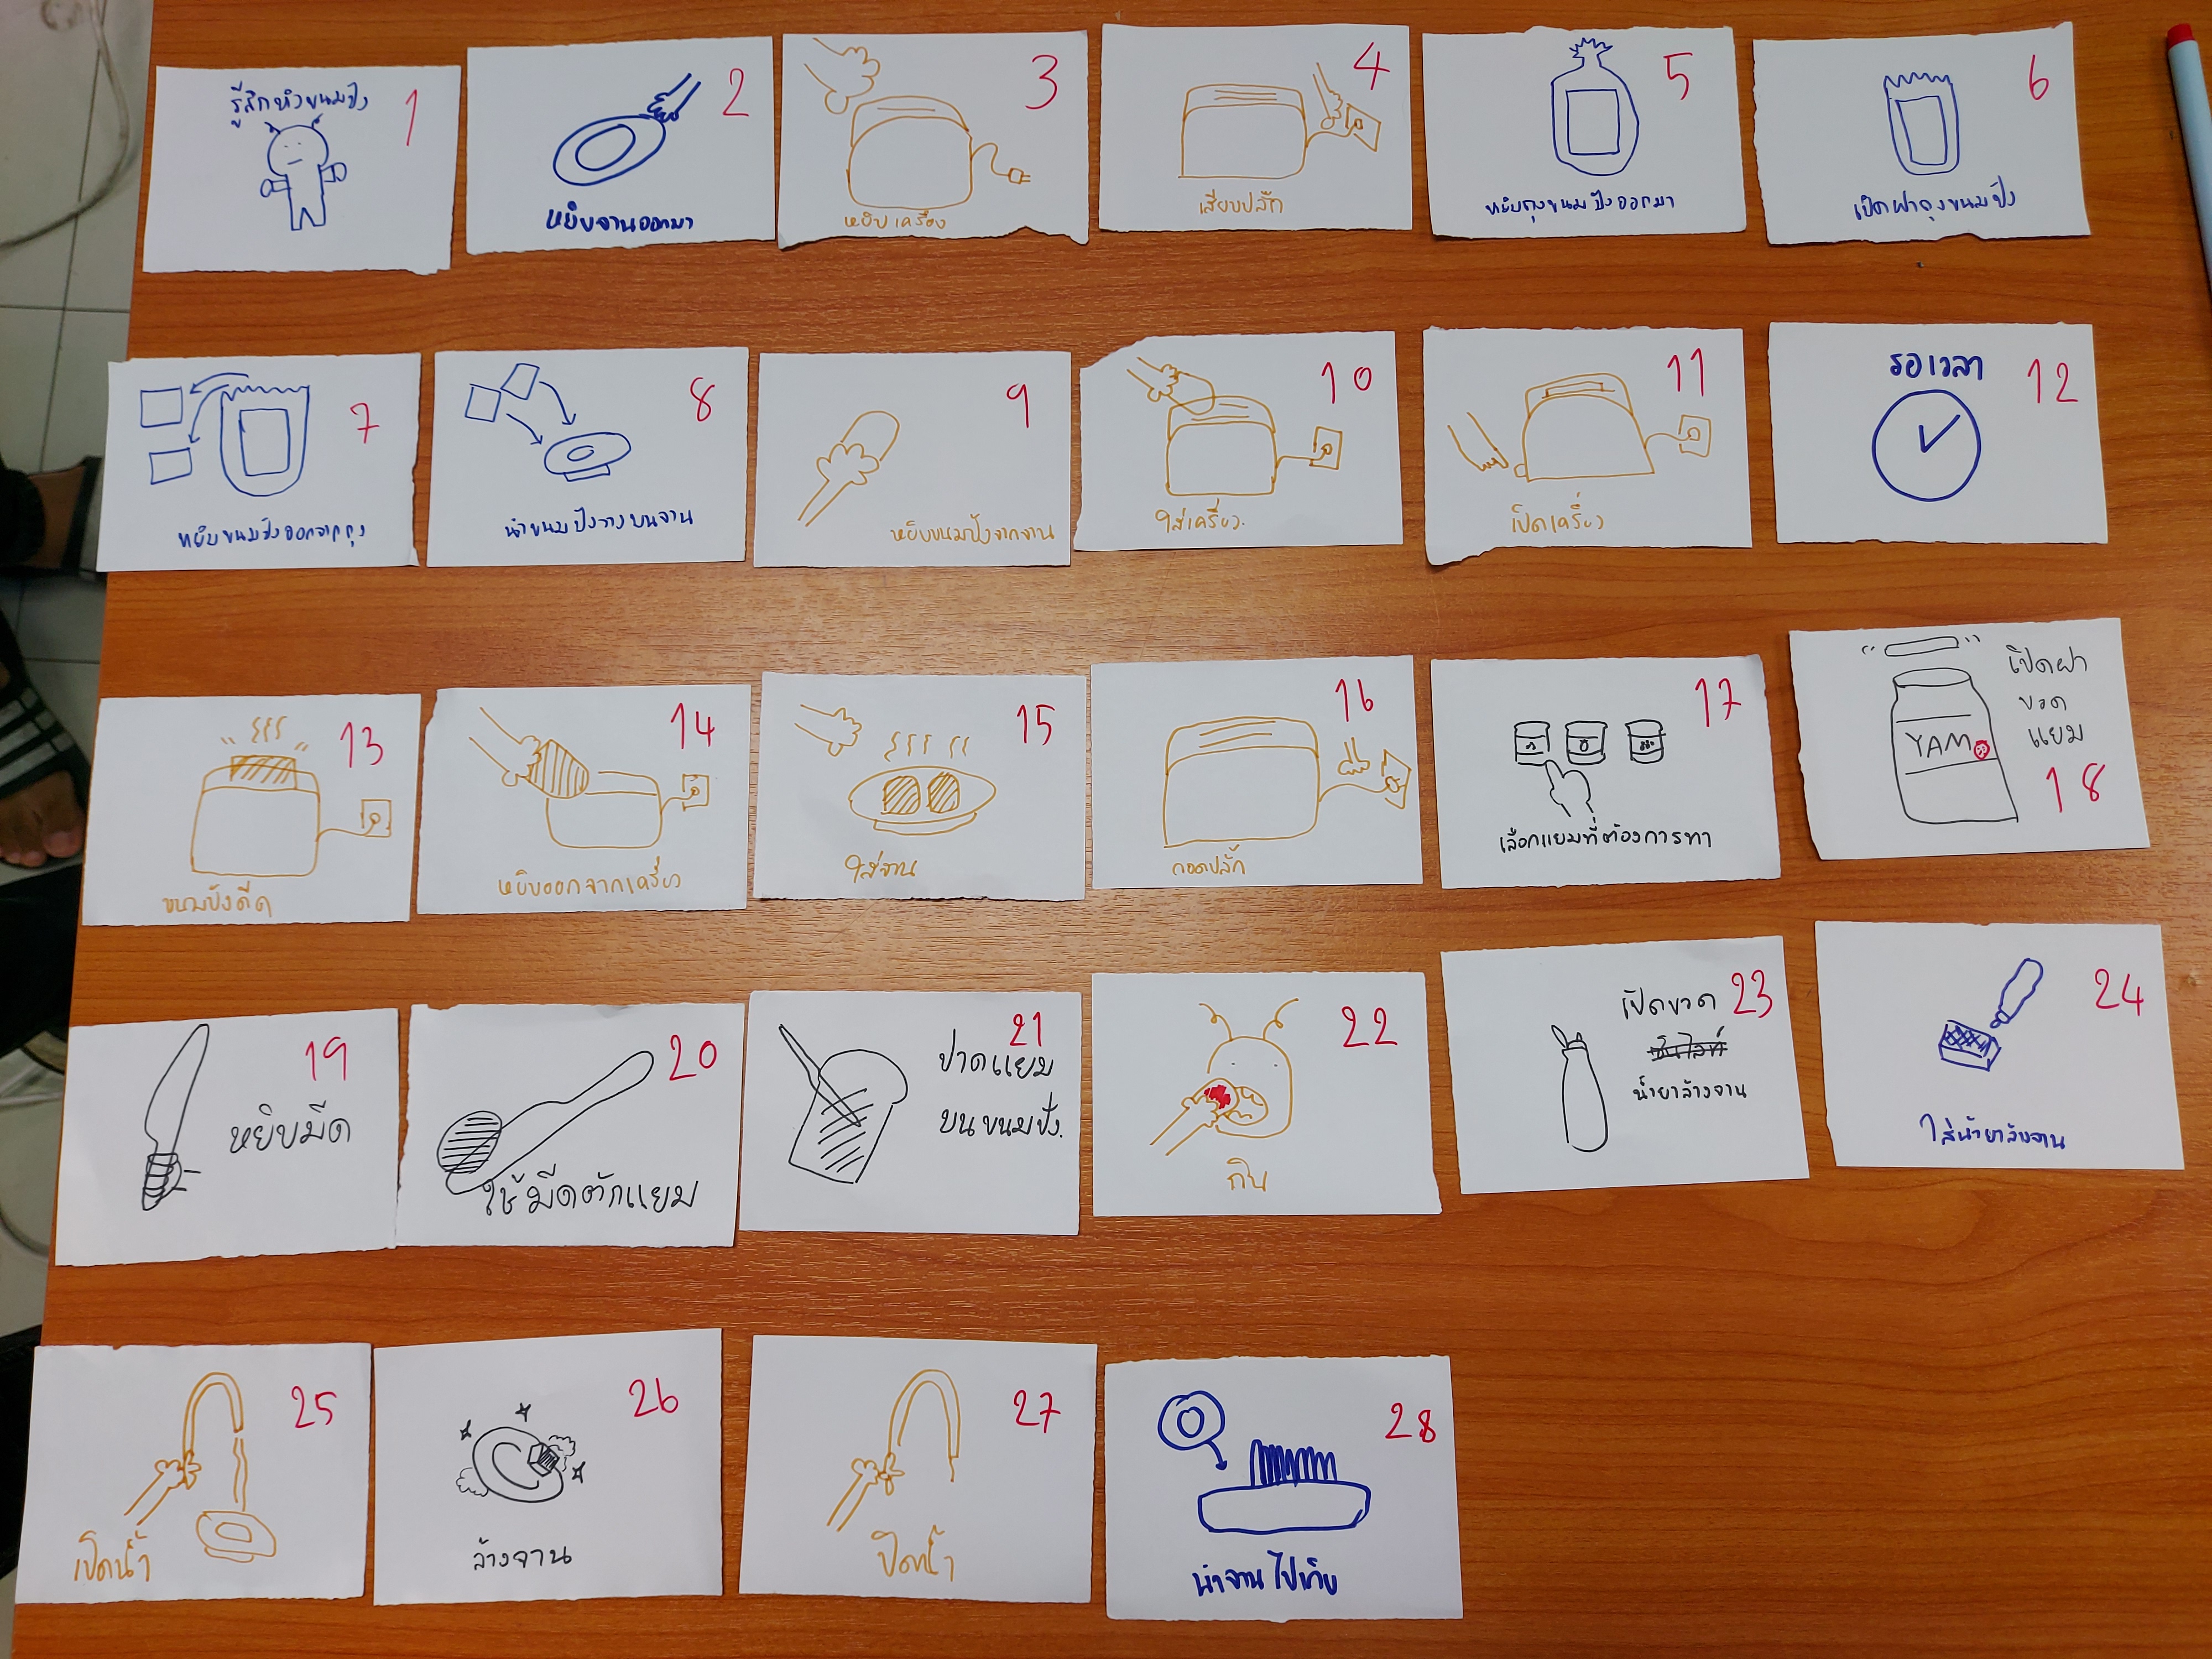 1
รู้สึกหิวขนมปัง
2
หยิบจานออกมา
3
หยิบเครื่อง
4
เสียบปลั๊ก
5
หยิบถุงขนมปังออกมา
6
เปิดฝาถุงขนมปัง
7
หยิบขนมปังออกจากถุง
8
นำขนมปังวางบนจาน
9
หยิบขนมปังจากจาน
10
ใส่เครื่อง
11
เปิดเครื่อง
12
รอเวลา
13
ขนมปังดีด
14
หยิบออกจากเครื่อง
15
ใส่จาน
16
ถอดปลั๊ก
17
เลือกแยมที่ต้องการทา
18
เปิดฝา
ขวด
แยม
YAM
19
หยิบมีด
20
ใช้มีดตักแยม
21
ปาดแยม
บนขนมปัง.
22
กิน
23
เปิดขวด
น้ำยาล้างจาน
24
ใส่น้ำยาล้างจาน
25
เปิดน้ำ
26
ล้างจาน
27
ปิดน้ำ
28
นำจานไปเก็บ